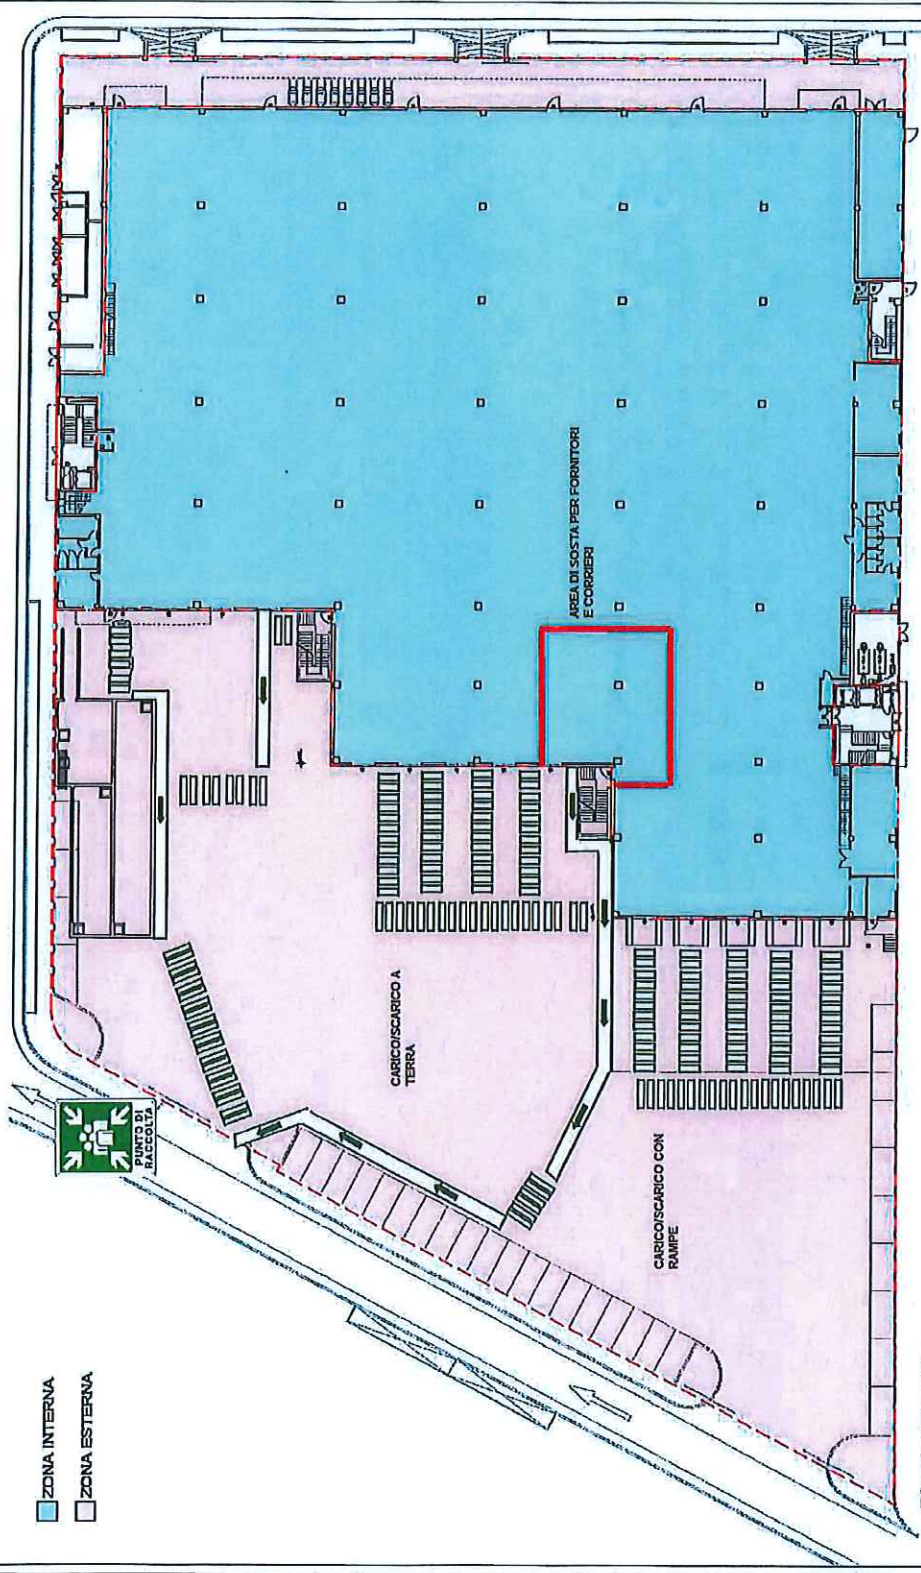 ZONA INTERNA
ZONA ESTERNA
PUNTO DI
RACCOLTA
CARICO/SCARICO A
TERRA
CARICO/SCARICO CON
RAMPE
AREA DI SOSTA PER FORNITORI
E CORRIERI